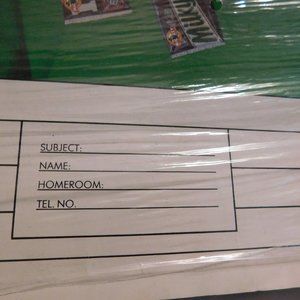 SUBJECT:
NAME:
HOMEROOM:
TEL. NO.